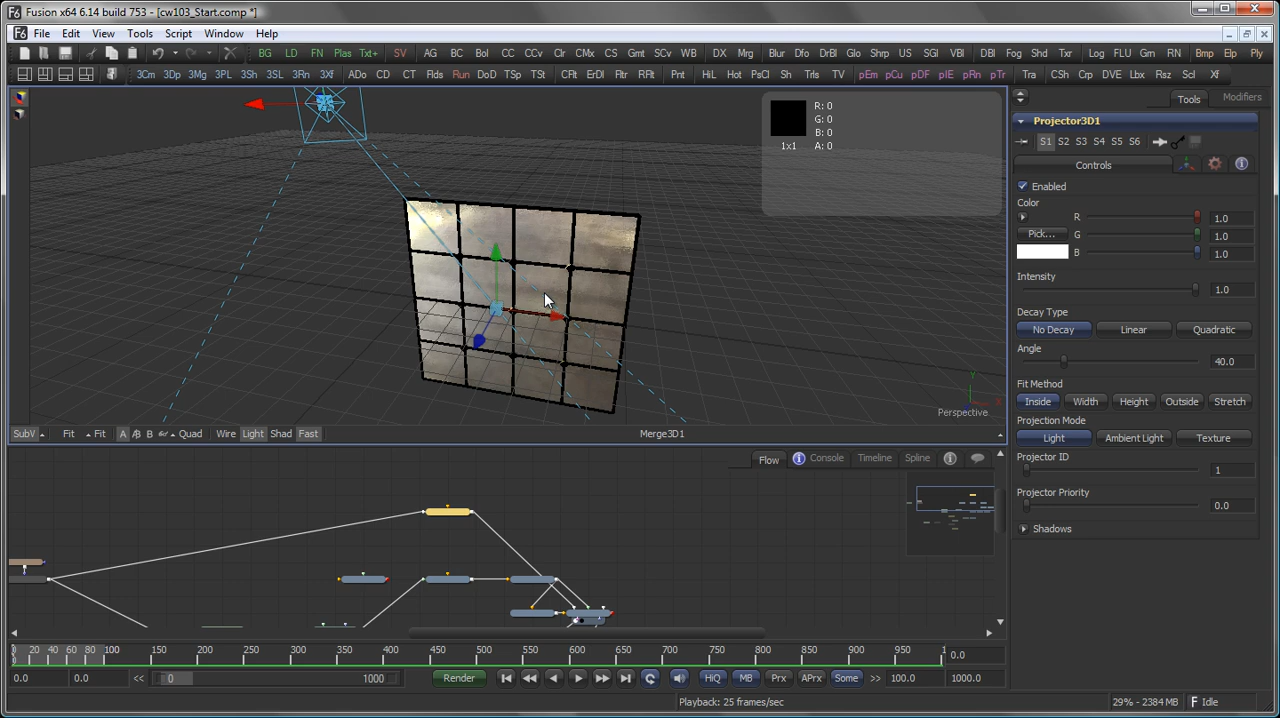 Fusion x64 6.14 build 753 - [cw103_Start.comp *]
File Edit View Tools Script Window Help
BG LD FN Plas Txt+ SV AG BC Bol CC CCv Clr CMx CS Gmt SCv WB DX Mrg Blur Dfo DrBl Glo Shrp US SGl VBl DBl Fog Shd Txr Log FLU Gm RN Bmp Elp Ply
3Cm 3Dp 3Mg 3PL 3Sh 3SL 3Rn 3Xf ADo CD CT Flds Run DoD TSp TSt CFlt ErDl Fltr RFlt Pnt HiL Hot PsCl Sh Trls TV pEm pCu pDF pIE pRn pTr Tra CSh Crp DVE Lbx Rsz Scl Xf
R: 0
G: 0
B: 0
A: 0
1x1
Perspective
SubV Fit Fit A B Quad Wire Light Shad Fast Merge3D1
Flow Console Timeline Spline
0 20 40 60 80 100 150 200 250 300 350 400 450 500 550 600 650 700 750 800 850 900 950 1 0.0
0.0 0.0 << 0 1000 Render HiQ MB Prx APrx Some >> 100.0 1000.0
Playback: 25 frames/sec 29% - 2384 MB Idle
Tools Modifiers
Projector3D1
S1 S2 S3 S4 S5 S6
Controls
Enabled
Color
R 1.0
Pick... G 1.0
B 1.0
Intensity
1.0
Decay Type
No Decay Linear Quadratic
Angle
40.0
Fit Method
Inside Width Height Outside Stretch
Projection Mode
Light Ambient Light Texture
Projector ID
1
Projector Priority
0.0
Shadows